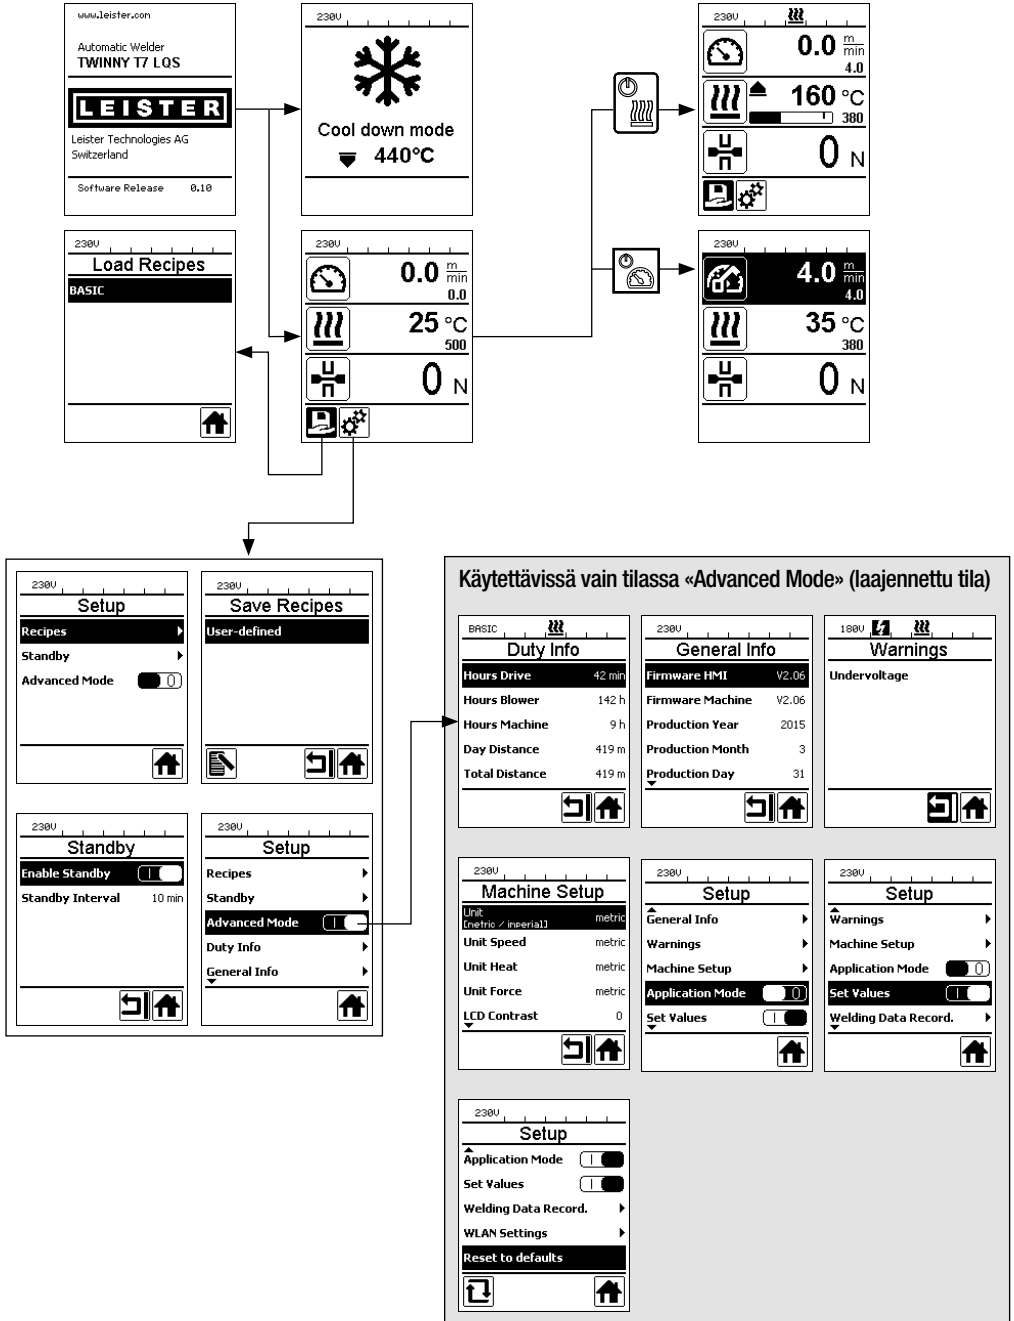 www.leister.com
Automatic Welder
TWINNY T7 LQS
LEISTER
Leister Technologies AG
Switzerland
Software Release 0.10
230V
Cool down mode
440°C
230V
0.0 m/min
4.0
160 °C
380
0 N
230V
Load Recipes
BASIC
230V
0.0 m/min
0.0
25 °C
500
0 N
230V
4.0 m/min
4.0
35 °C
380
0 N
230V
Setup
Recipes
Standby
Advanced Mode 0
230V
Save Recipes
User-defined
230V
Standby
Enable Standby
Standby Interval 10 min
230V
Setup
Recipes
Standby
Advanced Mode
Duty Info
General Info
Käytettävissä vain tilassa «Advanced Mode» (laajennettu tila)
BASIC
Duty Info
Hours Drive 42 min
Hours Blower 142 h
Hours Machine 9 h
Day Distance 419 m
Total Distance 419 m
230V
General Info
Firmware HMI V2.06
Firmware Machine V2.06
Production Year 2015
Production Month 3
Production Day 31
180V
Warnings
Undervoltage
230V
Machine Setup
Unit
[metric / inperial] metric
Unit Speed metric
Unit Heat metric
Unit Force metric
LCD Contrast 0
230V
Setup
General Info
Warnings
Machine Setup
Application Mode 0
Set Values
230V
Setup
Warnings
Machine Setup
Application Mode 0
Set Values
Welding Data Record.
230V
Setup
Application Mode
Set Values
Welding Data Record.
WLAN Settings
Reset to defaults